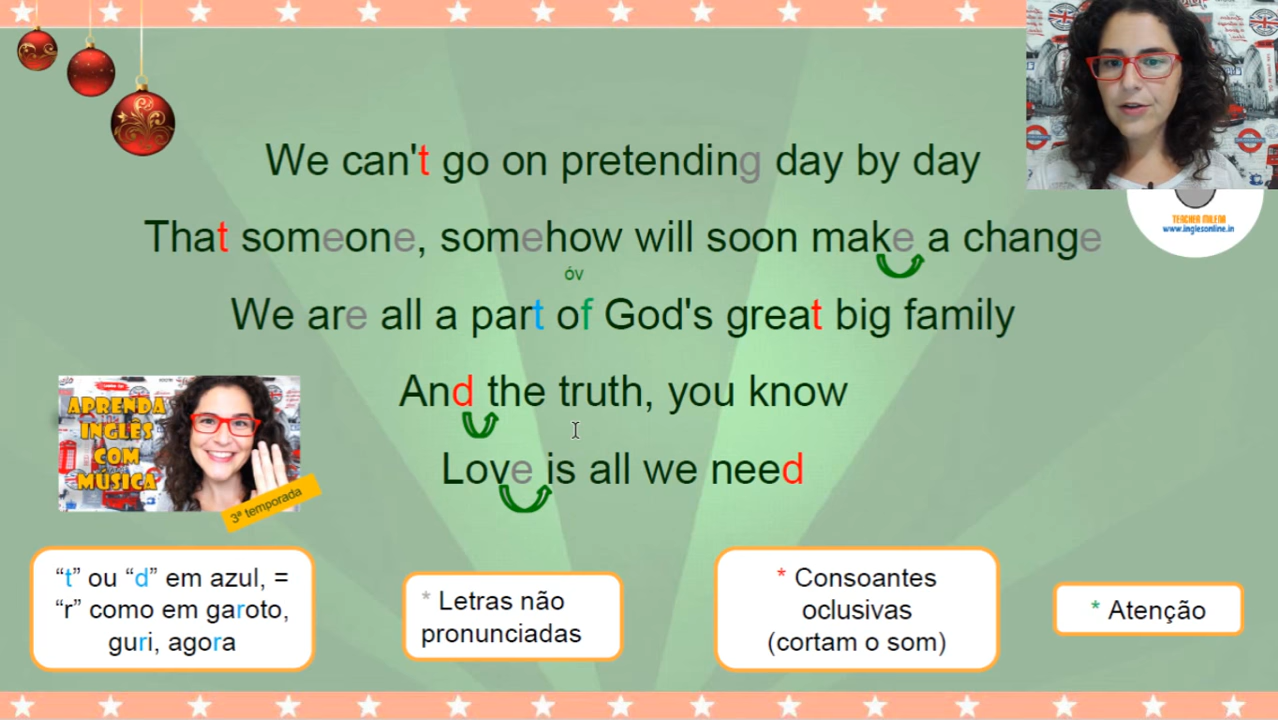 We can't go on pretending day by day
TEACHER MILENA
www.inglesonline.in
That someone, somehow will soon make a change
óv
We are all a part of God's great big family
And the truth, you know
Love is all we need
APRENDA
INGLÊS
COM
MÚSICA
3ª temporada
"t" ou "d" em azul, =
"r" como em garoto,
guri, agora
* Letras não
pronunciadas
* Consoantes
oclusivas
(cortam o som)
* Atenção